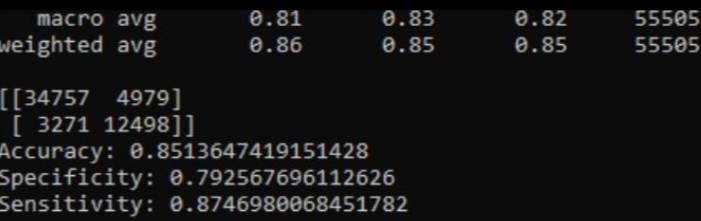 macro avg 0.81 0.83 0.82 55505
weighted avg 0.86 0.85 0.85 55505
[[34757 4979]
[ 3271 12498]]
Accuracy: 0.8513647419151428
Specificity: 0.792567696112626
Sensitivity: 0.8746980068451782